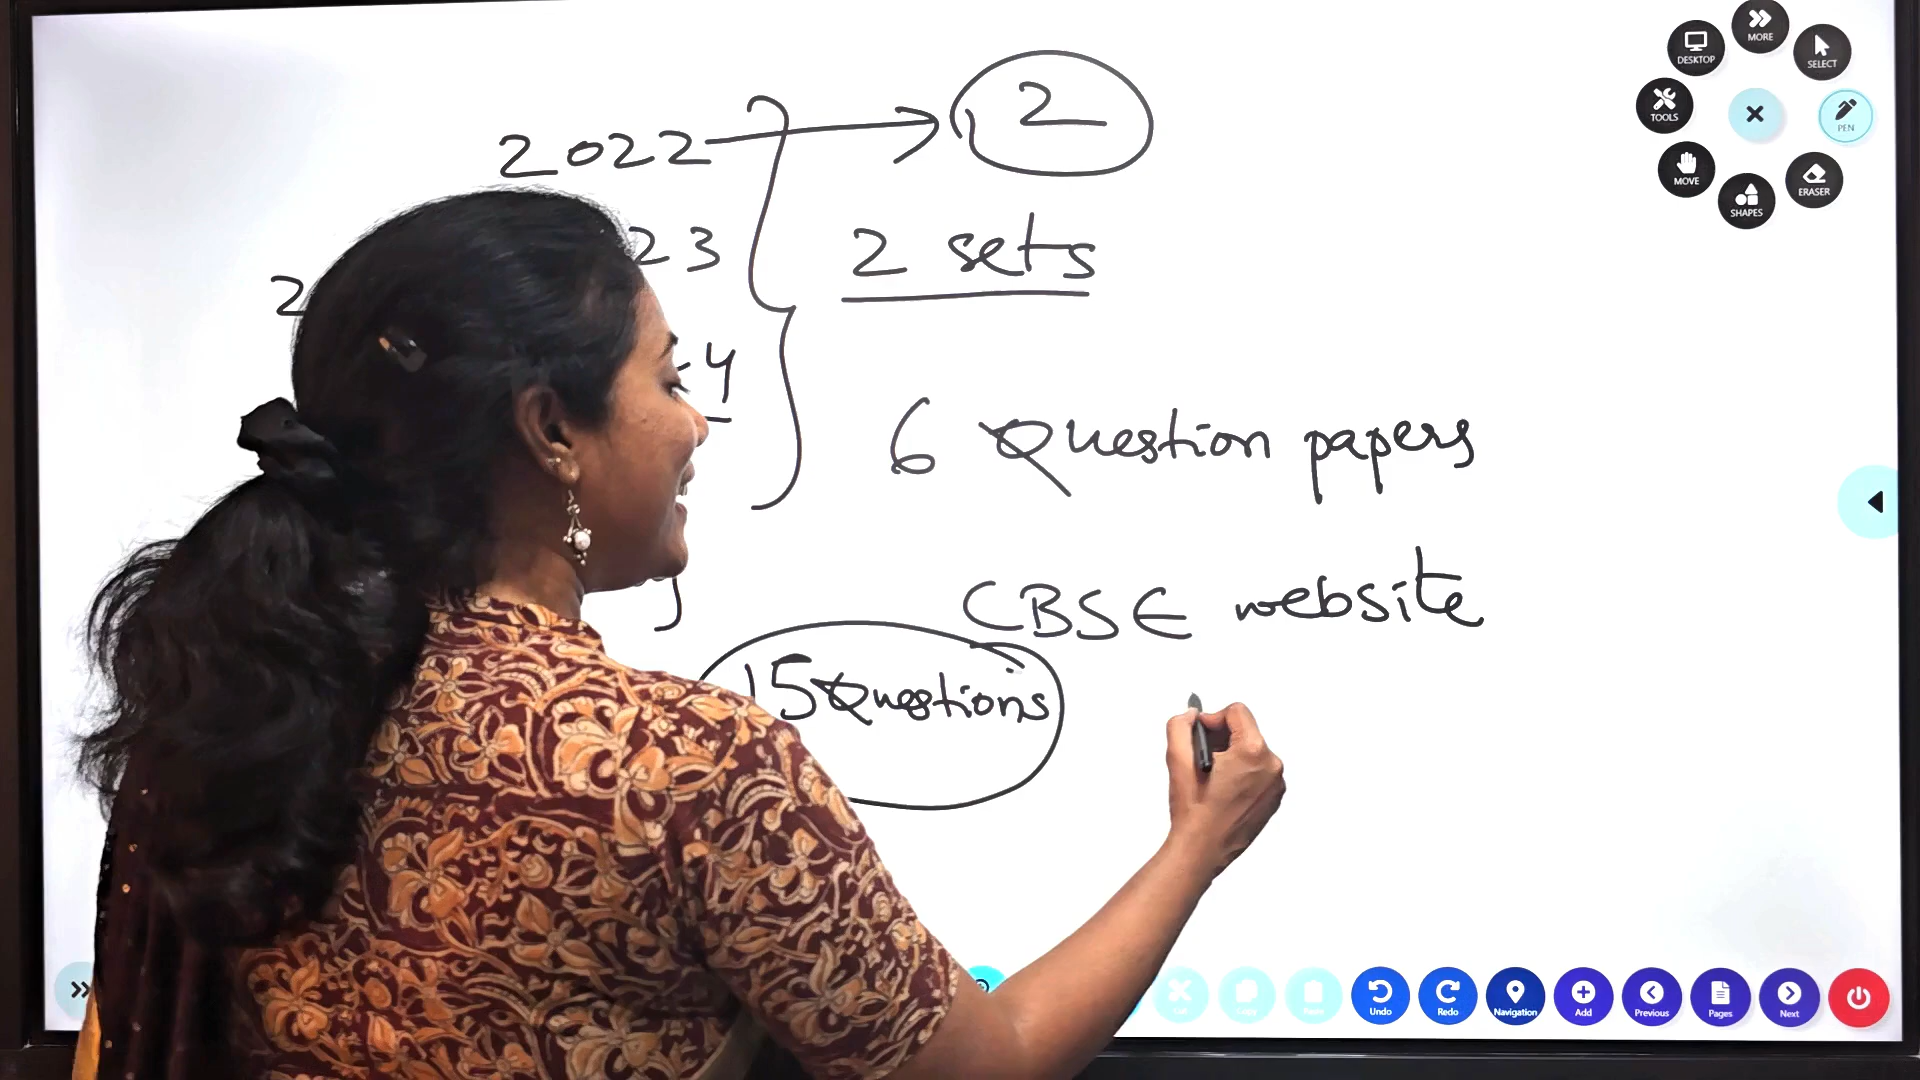 MORE
DESKTOP
SELECT
TOOLS
PEN
MOVE
ERASER
SHAPES
2022 → 2
23
2 sets
2
4
6 Question papers
CBSE website
15 Questions
Undo
Redo
Navigation
Add
Previous
Pages
Next